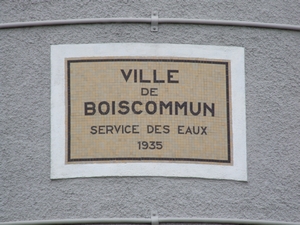 VILLE
DE
BOISCOMMUN
SERVICE DES EAUX
1935